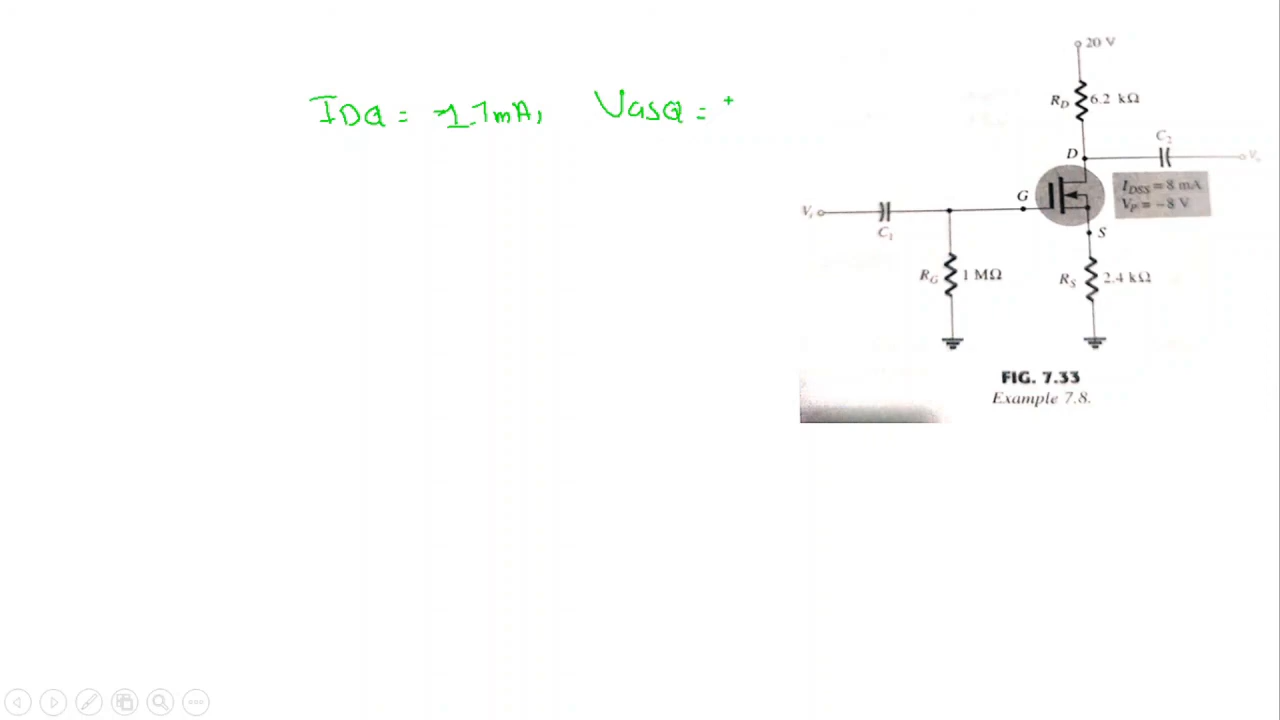 IDQ = 1.7mA, VGSQ =
20 V
RD 6.2 kΩ
C2
D
Vo
IDSS = 8 mA
VP = −8 V
G
Vi
C1
S
RG 1 MΩ
RS 2.4 kΩ
FIG. 7.33
Example 7.8.